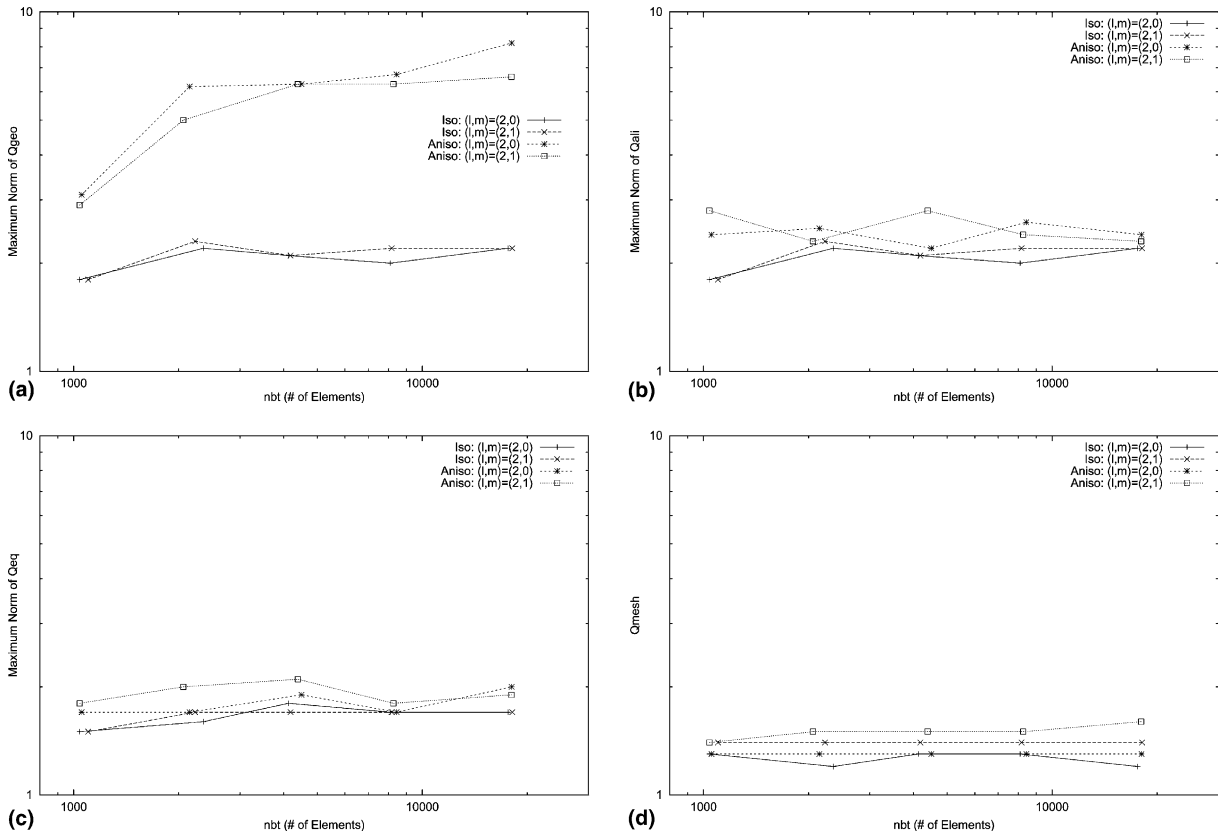 10
Maximum Norm of Qgeo
Iso: (l,m)=(2,0)
Iso: (l,m)=(2,1)
Aniso: (l,m)=(2,0)
Aniso: (l,m)=(2,1)
1
1000
10000
(a)
nbt (# of Elements)
10
Maximum Norm of Qali
Iso: (l,m)=(2,0)
Iso: (l,m)=(2,1)
Aniso: (l,m)=(2,0)
Aniso: (l,m)=(2,1)
1
1000
10000
(b)
nbt (# of Elements)
10
Maximum Norm of Qeq
Iso: (l,m)=(2,0)
Iso: (l,m)=(2,1)
Aniso: (l,m)=(2,0)
Aniso: (l,m)=(2,1)
1
1000
10000
(c)
nbt (# of Elements)
10
Qmesh
Iso: (l,m)=(2,0)
Iso: (l,m)=(2,1)
Aniso: (l,m)=(2,0)
Aniso: (l,m)=(2,1)
1
1000
10000
(d)
nbt (# of Elements)